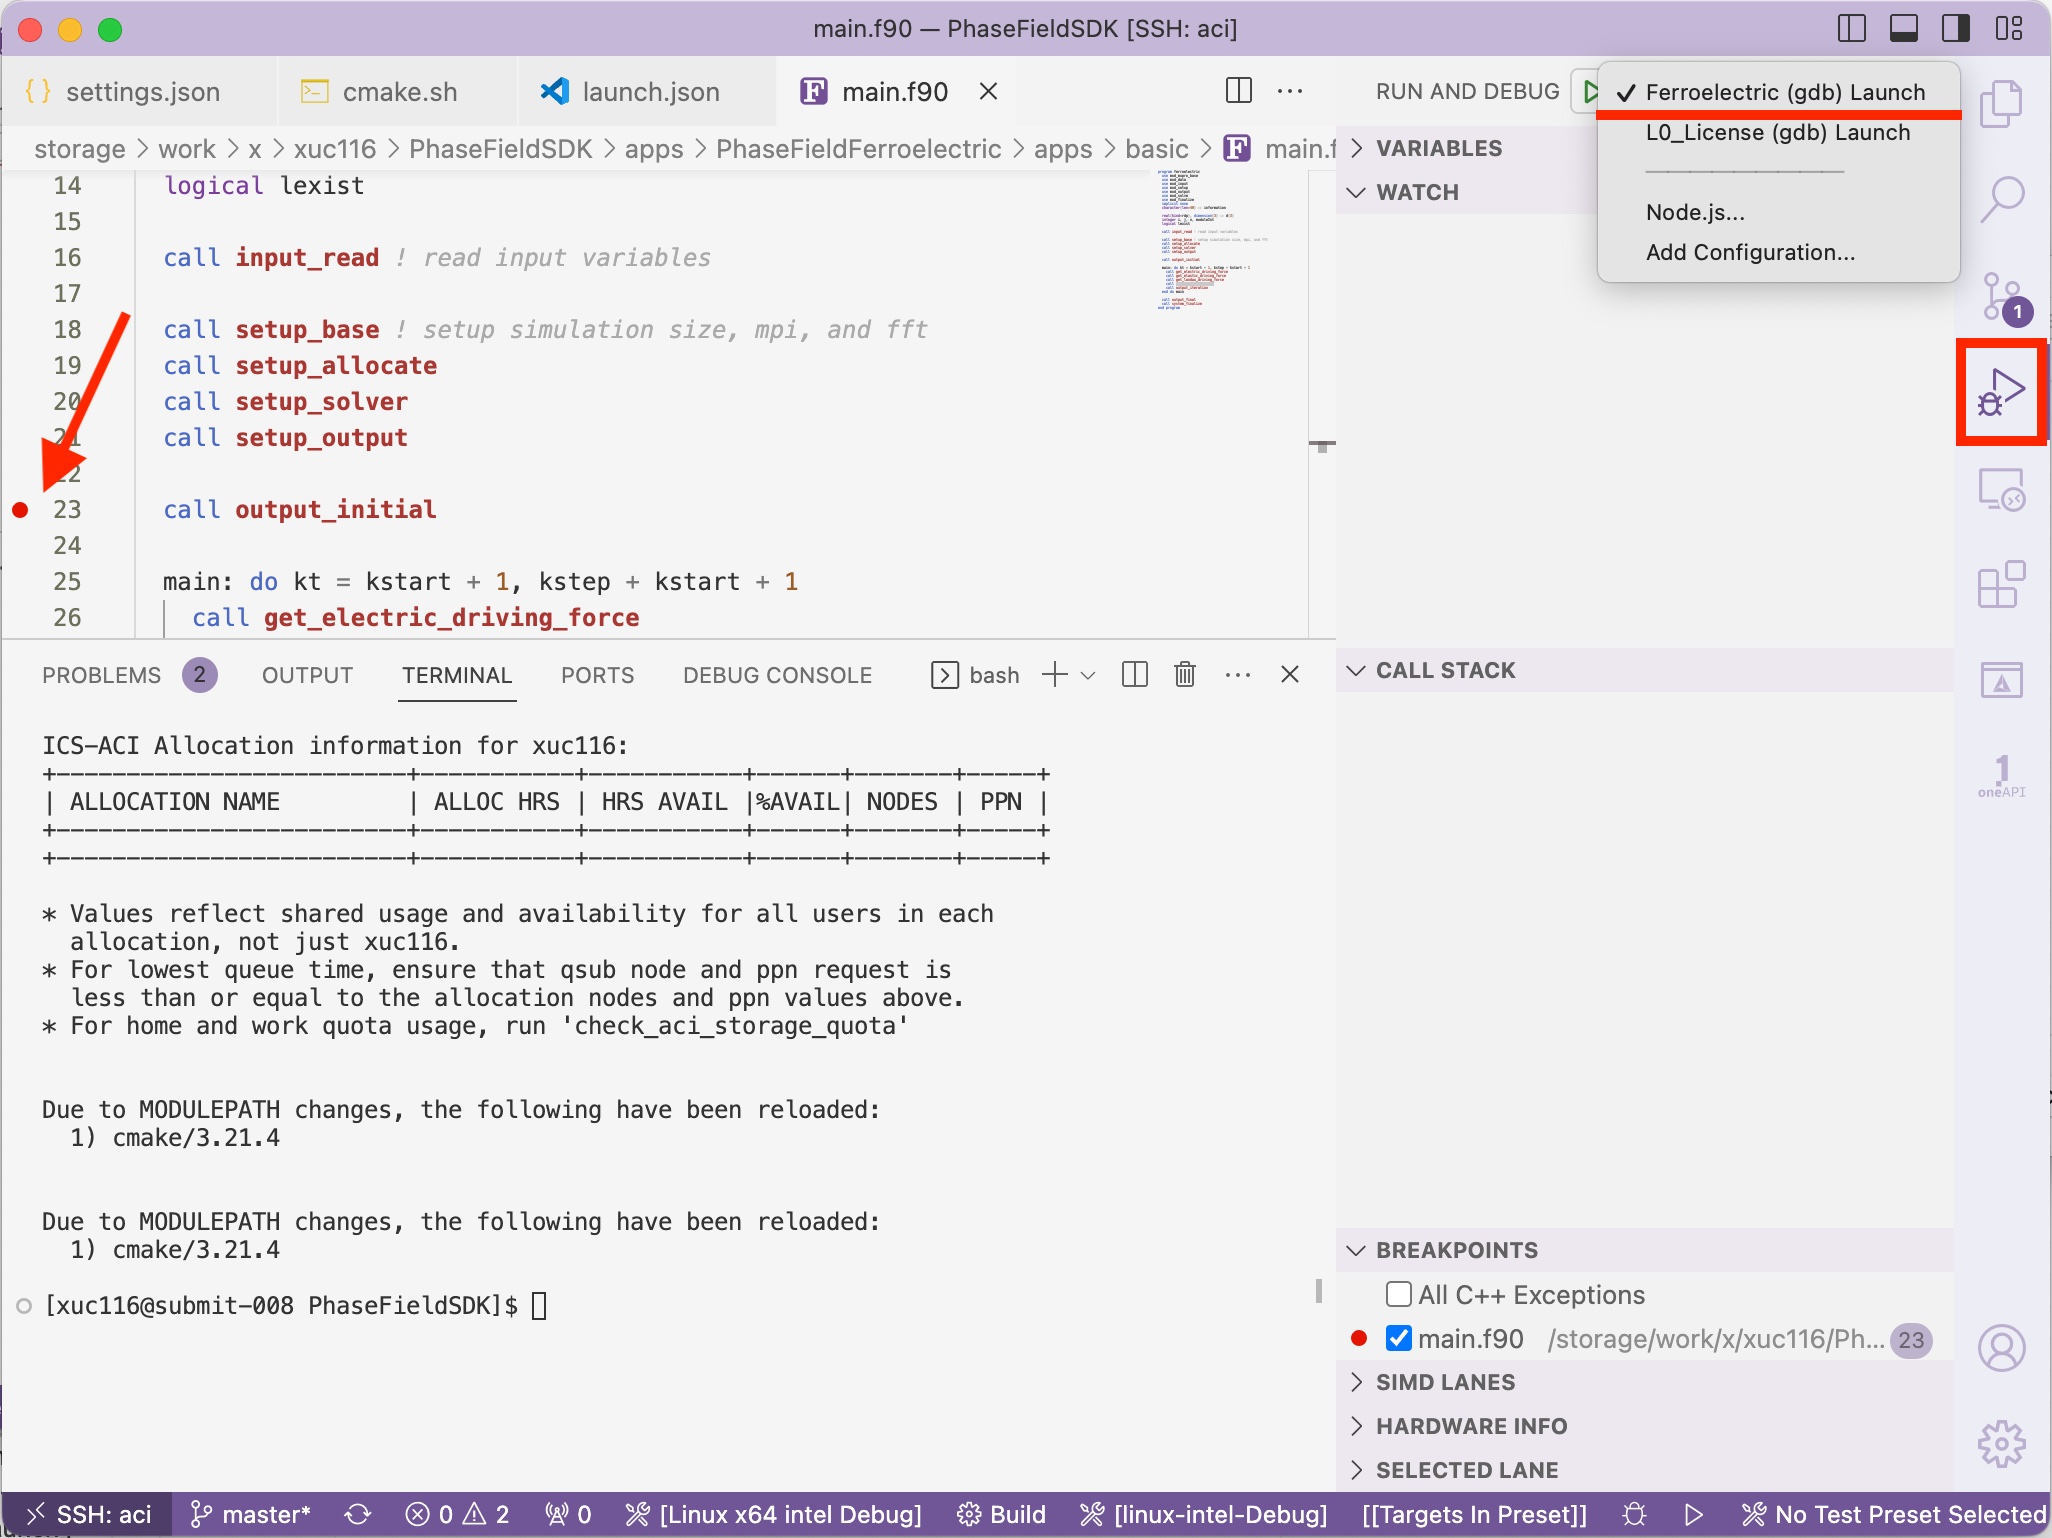 main.f90 — PhaseFieldSDK [SSH: aci]
settings.json
cmake.sh
launch.json
main.f90
RUN AND DEBUG
✓ Ferroelectric (gdb) Launch
L0_License (gdb) Launch
Node.js...
Add Configuration...
storage > work > x > xuc116 > PhaseFieldSDK > apps > PhaseFieldFerroelectric > apps > basic > F main.f
14 logical lexist
15
16 call input_read ! read input variables
17
18 call setup_base ! setup simulation size, mpi, and fft
19 call setup_allocate
20 call setup_solver
21 call setup_output
22
23 call output_initial
24
25 main: do kt = kstart + 1, kstep + kstart + 1
26 call get_electric_driving_force
VARIABLES
WATCH
1
CALL STACK
1
oneAPI
PROBLEMS 2 OUTPUT TERMINAL PORTS DEBUG CONSOLE bash
ICS-ACI Allocation information for xuc116:
+-------------------------+-----------+-----------+------+-------+-----+
| ALLOCATION NAME | ALLOC HRS | HRS AVAIL |%AVAIL| NODES | PPN |
+-------------------------+-----------+-----------+------+-------+-----+
+-------------------------+-----------+-----------+------+-------+-----+
* Values reflect shared usage and availability for all users in each
allocation, not just xuc116.
* For lowest queue time, ensure that qsub node and ppn request is
less than or equal to the allocation nodes and ppn values above.
* For home and work quota usage, run 'check_aci_storage_quota'
Due to MODULEPATH changes, the following have been reloaded:
1) cmake/3.21.4
Due to MODULEPATH changes, the following have been reloaded:
1) cmake/3.21.4
[xuc116@submit-008 PhaseFieldSDK]$
BREAKPOINTS
All C++ Exceptions
main.f90 /storage/work/x/xuc116/Ph... 23
SIMD LANES
HARDWARE INFO
SELECTED LANE
SSH: aci master* 0 2 0 [Linux x64 intel Debug] Build [linux-intel-Debug] [[Targets In Preset]] No Test Preset Selected